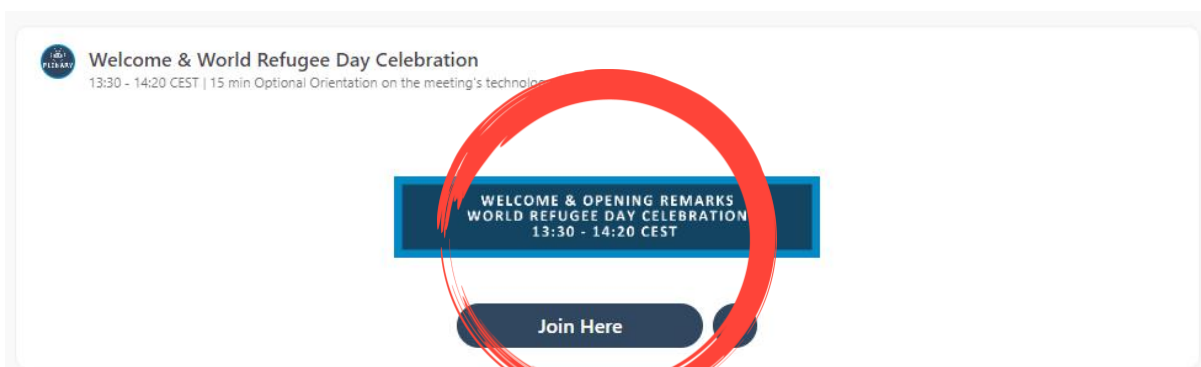 PLENARY
Welcome & World Refugee Day Celebration
13:30 - 14:20 CEST | 15 min Optional Orientation on the meeting's
WELCOME & OPENING REMARKS
WORLD REFUGEE DAY CELEBRATION
13:30 - 14:20 CEST
Join Here